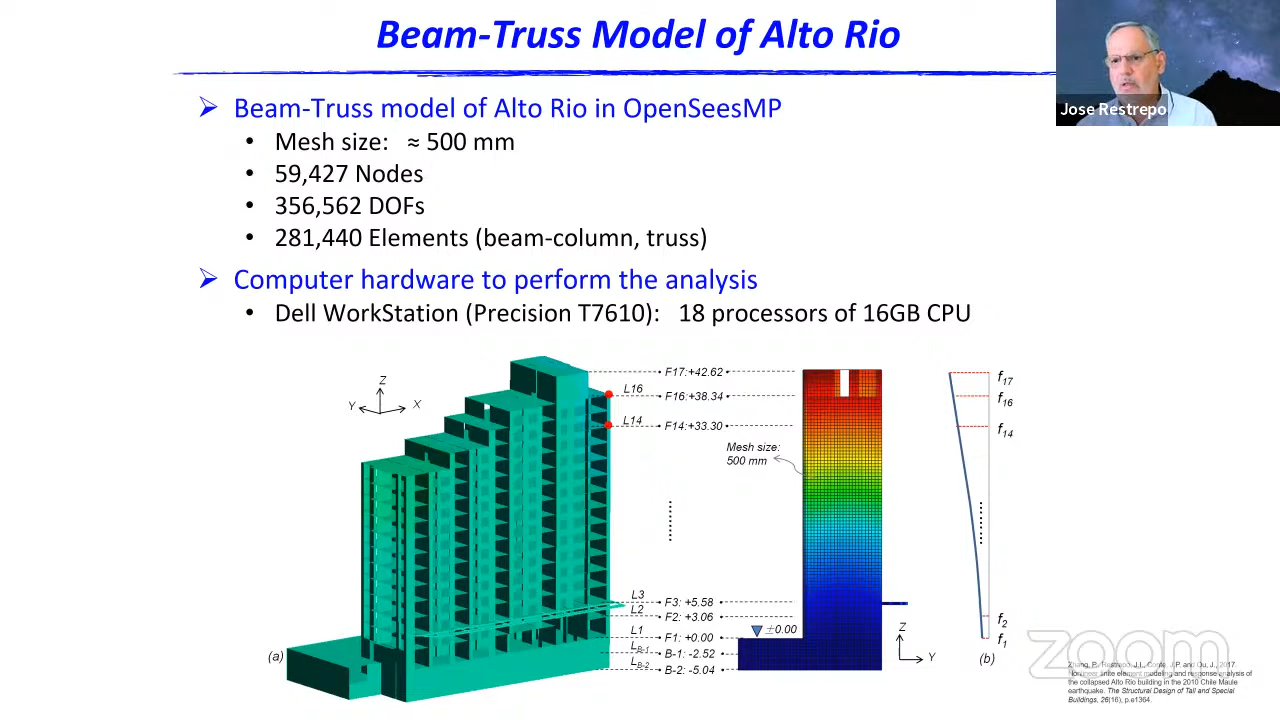 Beam-Truss Model of Alto Rio
Jose Restrepo
Beam-Truss model of Alto Rio in OpenSeesMP
• Mesh size: ≈ 500 mm
• 59,427 Nodes
• 356,562 DOFs
• 281,440 Elements (beam-column, truss)
Computer hardware to perform the analysis
• Dell WorkStation (Precision T7610): 18 processors of 16GB CPU
Z
Y
X
L16
L14
L3
L2
L1
LB-1
LB-2
(a)
F17:+42.62
F16:+38.34
F14:+33.30
F3: +5.58
F2: +3.06
F1: +0.00
B-1: -2.52
B-2: -5.04
Mesh size:
500 mm
±0.00
Z
Y
f17
f16
f14
f2
f1
(b)
zoom
Zhang, P., Restrepo, J.I., Conte, J.P. and Ou, J., 2017.
Nonlinear finite element modeling and response analysis of
the collapsed Alto Rio building in the 2010 Chile Maule
earthquake. The Structural Design of Tall and Special
Buildings, 26(16), p.e1364.